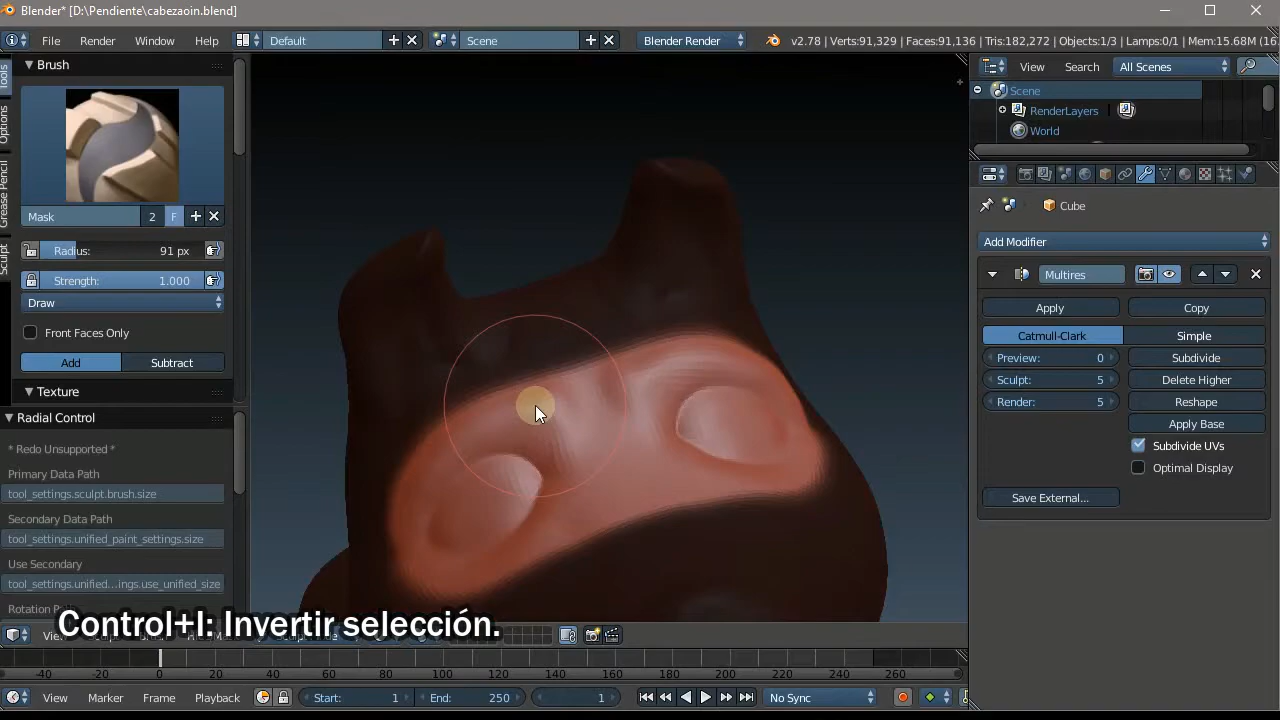 Blender* [D:\Pendiente\cabezaoin.blend]
File Render Window Help Default Scene Blender Render v2.78 | Verts:91,329 | Faces:91,136 | Tris:182,272 | Objects:1/3 | Lamps:0/1 | Mem:15.68M
Brush
Tools
Options
Grease Pencil
Sculpt
Mask 2 F
Radius: 91 px
Strength: 1.000
Draw
Front Faces Only
Add Subtract
Texture
Radial Control
* Redo Unsupported *
Primary Data Path
tool_settings.sculpt.brush.size
Secondary Data Path
tool_settings.unified_paint_settings.size
Use Secondary
tool_settings.unified...ings.use_unified_size
Control+I: Invertir selección.
View Search All Scenes
Scene
RenderLayers
World
Cube
Add Modifier
Multires
Apply Copy
Catmull-Clark Simple
Preview: 0 Subdivide
Sculpt: 5 Delete Higher
Render: 5 Reshape
Apply Base
Subdivide UVs
Optimal Display
Save External...
-40 -20 0 20 40 60 80 100 120 140 160 180 200 220 240 260
View Marker Frame Playback Start: 1 End: 250 1 No Sync